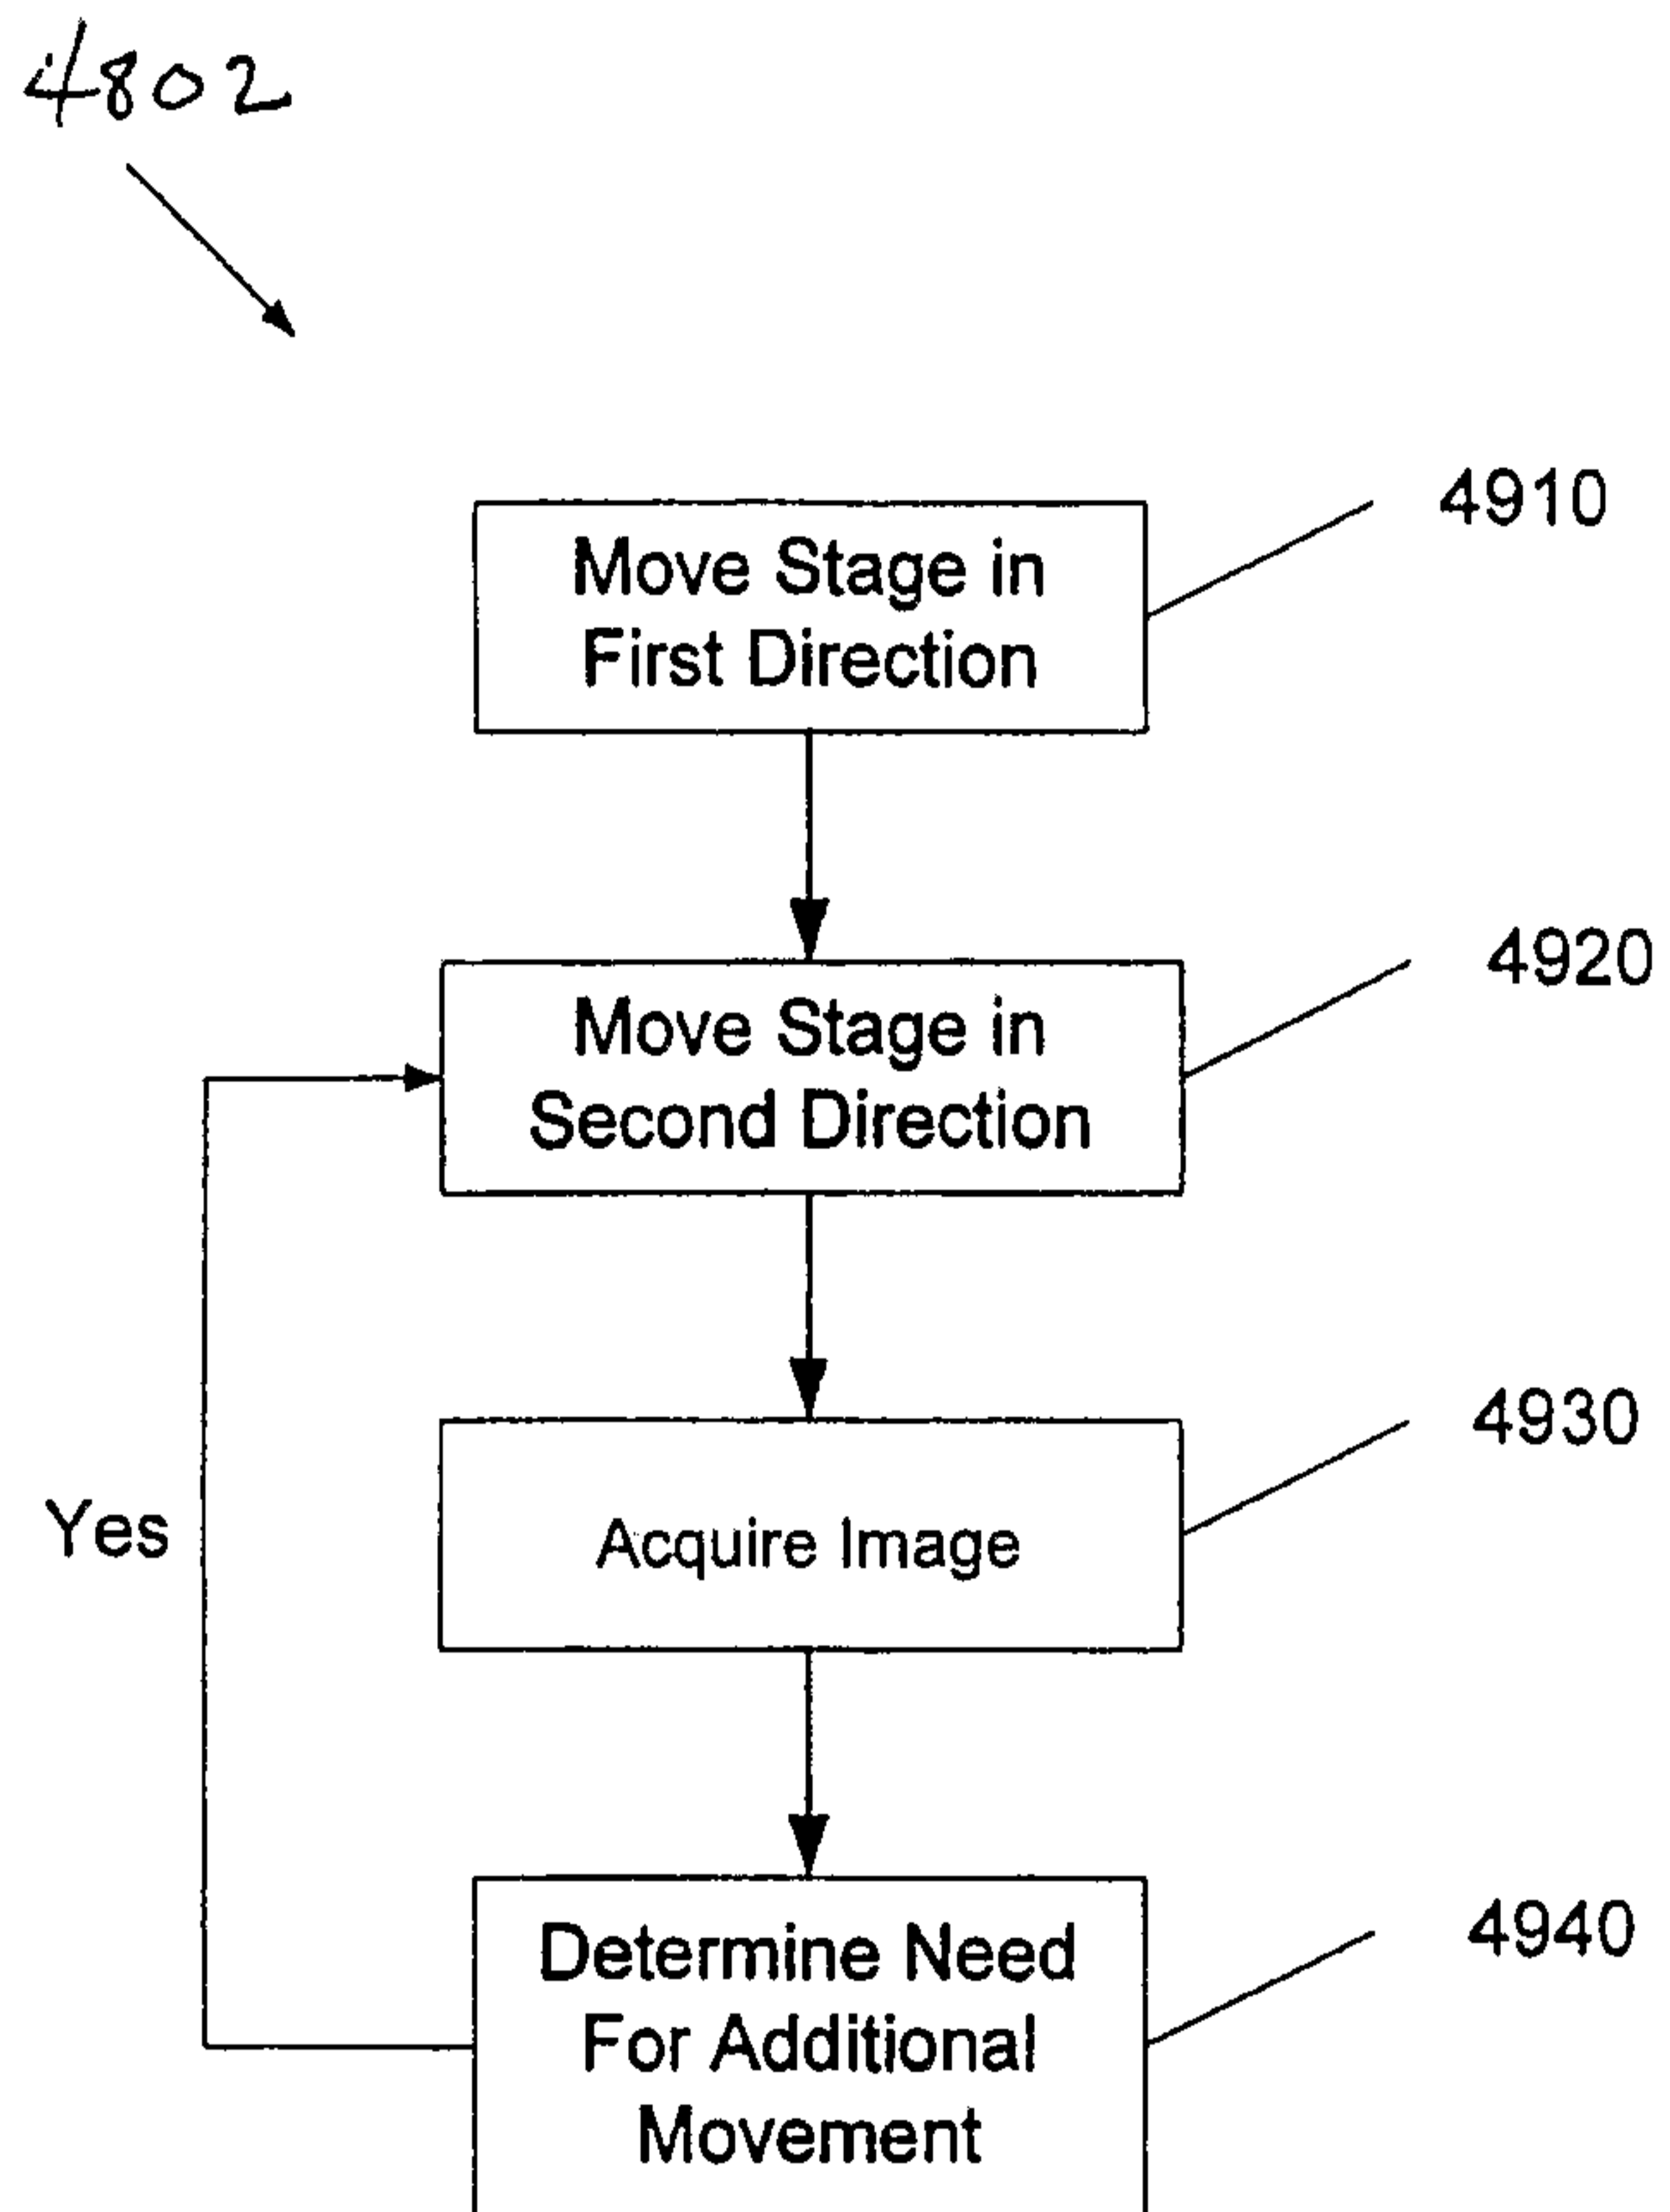 4802
4910
Move Stage in
First Direction
4920
Move Stage in
Second Direction
4930
Yes
Acquire Image
4940
Determine Need
For Additional
Movement